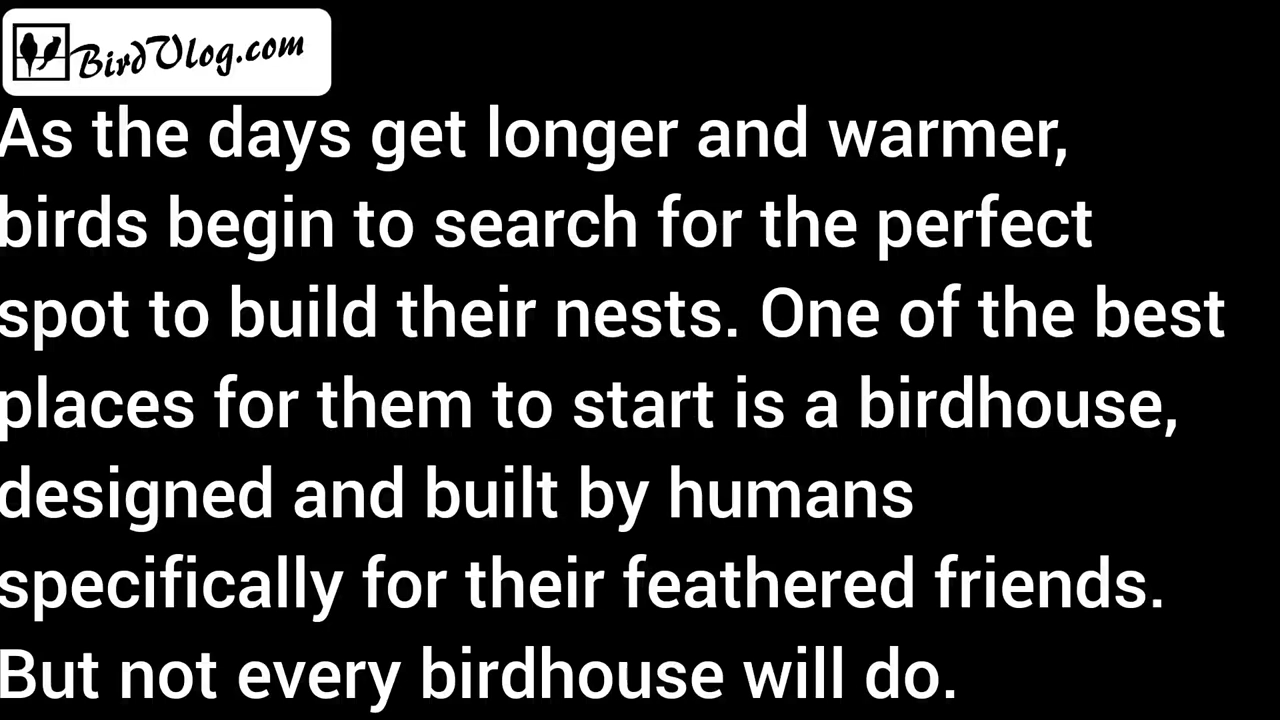 BirdVlog.com
As the days get longer and warmer,
birds begin to search for the perfect
spot to build their nests. One of the best
places for them to start is a birdhouse,
designed and built by humans
specifically for their feathered friends.
But not every birdhouse will do.